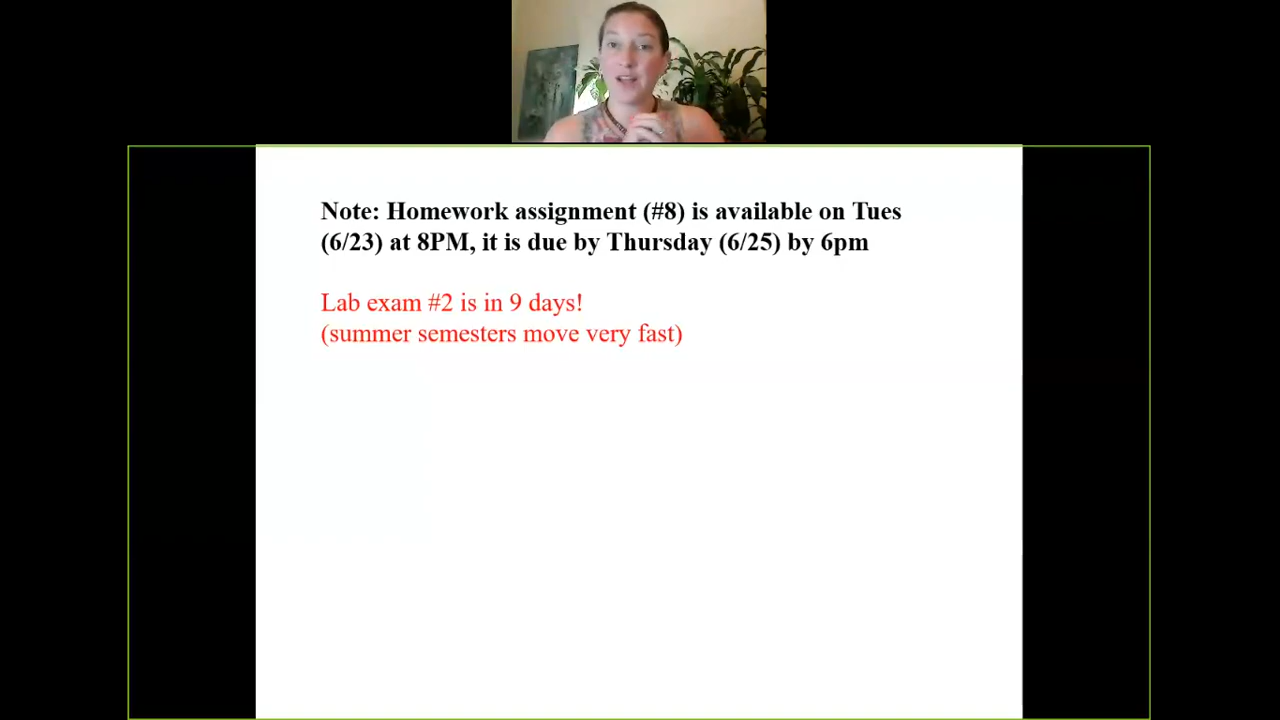 Note: Homework assignment (#8) is available on Tues
(6/23) at 8PM, it is due by Thursday (6/25) by 6pm
Lab exam #2 is in 9 days!
(summer semesters move very fast)